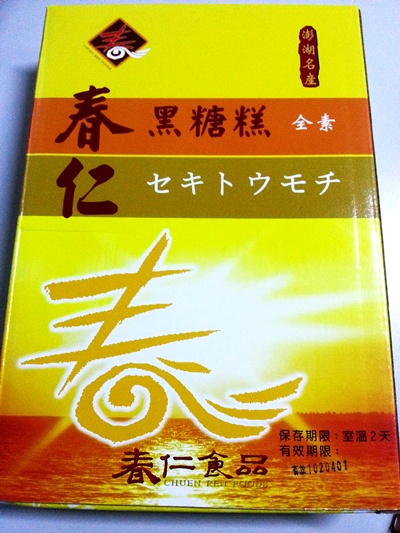 春
澎湖名產
春仁
黑糖糕 全素
セキトウモチ
春
保存期限：室溫2天
有效期限：
1020401
春仁食品
CHUEN REN FOODS